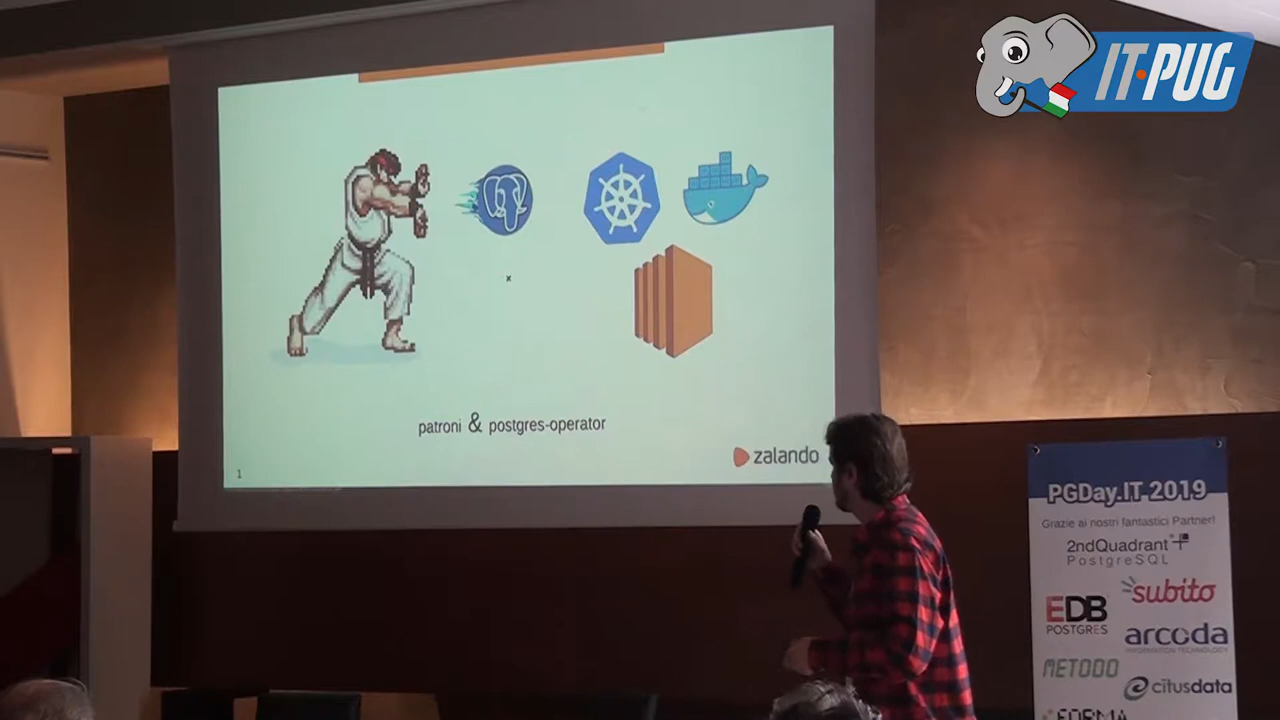 IT·PUG
x
patroni & postgres-operator
zalando
1
PGDay.IT 2019
Grazie ai nostri fantastici Partner!
2ndQuadrant
PostgreSQL
subito
EDB
POSTGRES
arcoda
INFORMATION TECHNOLOGY
METODO
citusdata